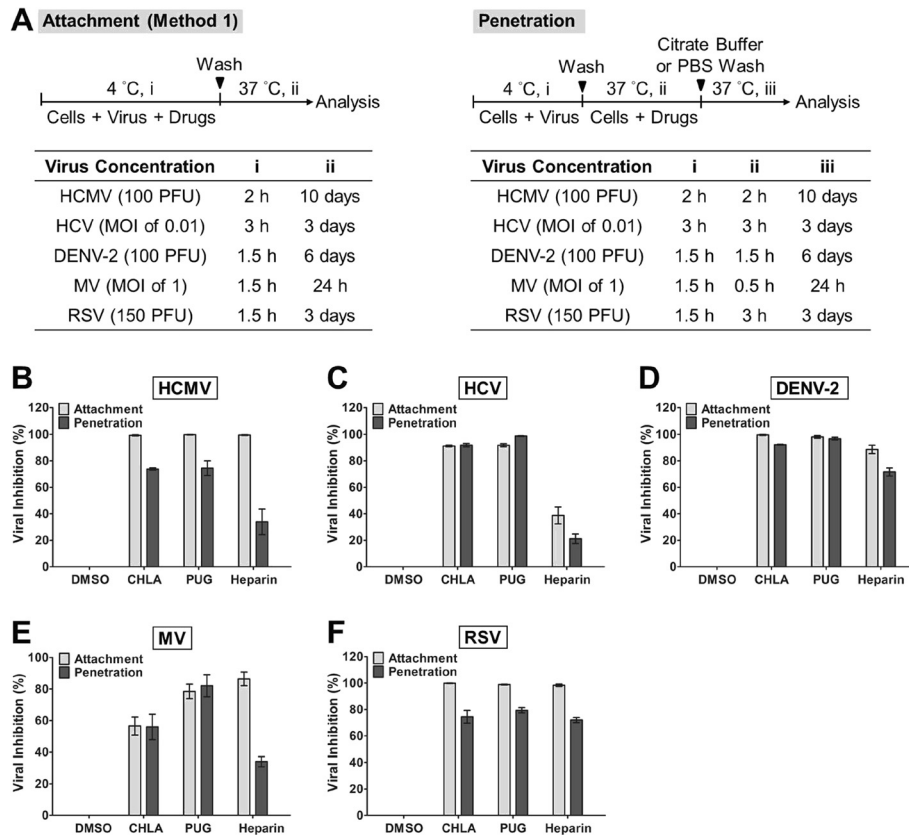 A Attachment (Method 1)
Wash
4 °C, i 37 °C, ii
Analysis
Cells + Virus + Drugs
Virus Concentration i ii
HCMV (100 PFU) 2 h 10 days
HCV (MOI of 0.01) 3 h 3 days
DENV-2 (100 PFU) 1.5 h 6 days
MV (MOI of 1) 1.5 h 24 h
RSV (150 PFU) 1.5 h 3 days
Penetration
Citrate Buffer
or PBS Wash
Wash
4 °C, i 37 °C, ii 37 °C, iii
Analysis
Cells + Virus Cells + Drugs
Virus Concentration i ii iii
HCMV (100 PFU) 2 h 2 h 10 days
HCV (MOI of 0.01) 3 h 3 h 3 days
DENV-2 (100 PFU) 1.5 h 1.5 h 6 days
MV (MOI of 1) 1.5 h 0.5 h 24 h
RSV (150 PFU) 1.5 h 3 h 3 days
B HCMV
Attachment
Penetration
Viral Inhibition (%)
120
100
80
60
40
20
0
DMSO CHLA PUG Heparin
C HCV
Attachment
Penetration
Viral Inhibition (%)
120
100
80
60
40
20
0
DMSO CHLA PUG Heparin
D DENV-2
Attachment
Penetration
Viral Inhibition (%)
120
100
80
60
40
20
0
DMSO CHLA PUG Heparin
E MV
Attachment
Penetration
Viral Inhibition (%)
100
80
60
40
20
0
DMSO CHLA PUG Heparin
F RSV
Attachment
Penetration
Viral Inhibition (%)
120
100
80
60
40
20
0
DMSO CHLA PUG Heparin